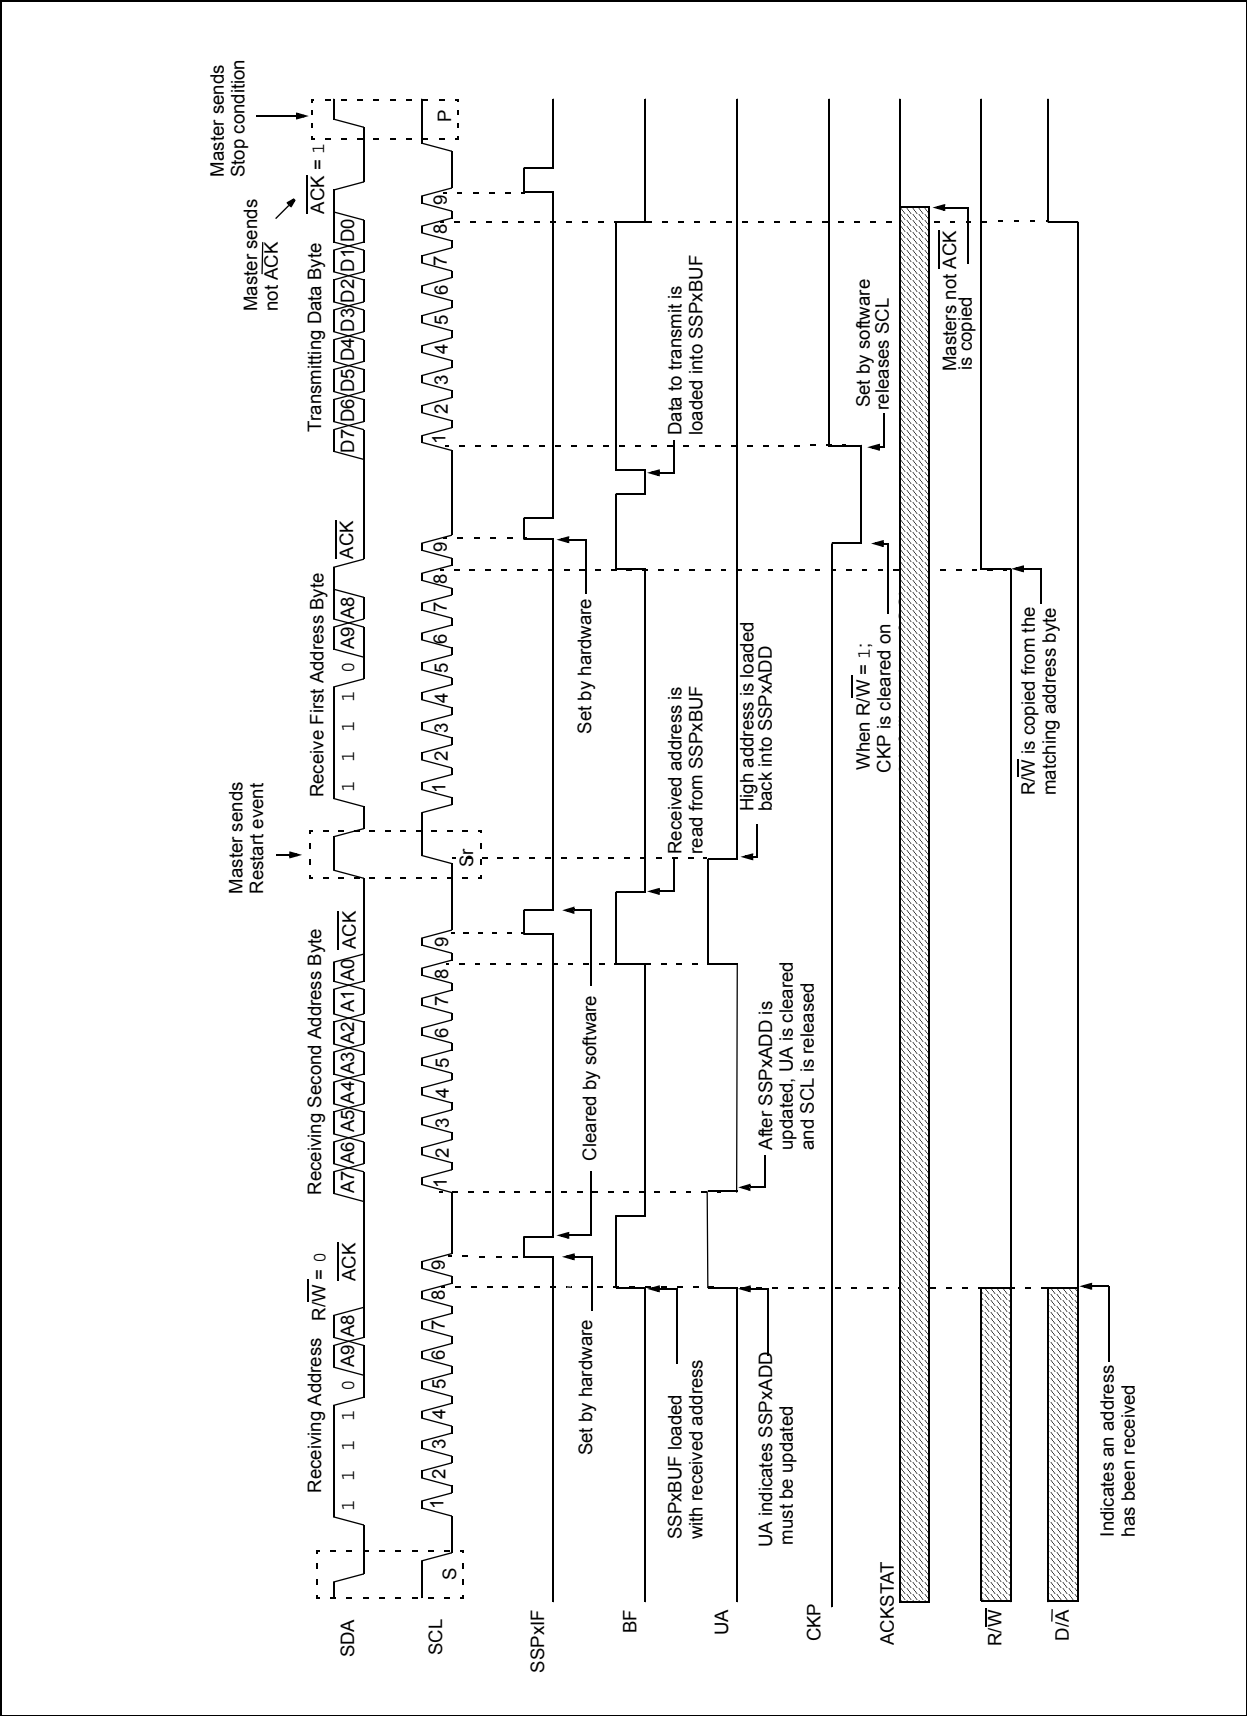 Master sends
Stop condition
Master sends
not A̅C̅K̅
Master sends
Restart event
Receiving Address
R/W̅ = 0
Receiving Second Address Byte
Receive First Address Byte
Transmitting Data Byte
A̅C̅K̅ = 1
SDA
1 1 1 1 0 A9 A8 A̅C̅K̅
A7 A6 A5 A4 A3 A2 A1 A0 A̅C̅K̅
1 1 1 1 0 A9 A8 A̅C̅K̅
D7 D6 D5 D4 D3 D2 D1 D0
SCL
S
1 2 3 4 5 6 7 8 9
1 2 3 4 5 6 7 8 9
Sr
1 2 3 4 5 6 7 8 9
1 2 3 4 5 6 7 8 9
P
SSPxIF
Set by hardware
Cleared by software
Set by hardware
BF
SSPxBUF loaded
with received address
Received address is
read from SSPxBUF
Data to transmit is
loaded into SSPxBUF
UA
UA indicates SSPxADD
must be updated
After SSPxADD is
updated, UA is cleared
and SCL is released
High address is loaded
back into SSPxADD
CKP
When R/W̅ = 1;
CKP is cleared on
Set by software
releases SCL
ACKSTAT
Masters not A̅C̅K̅
is copied
R/W̅
R/W̅ is copied from the
matching address byte
D/A̅
Indicates an address
has been received